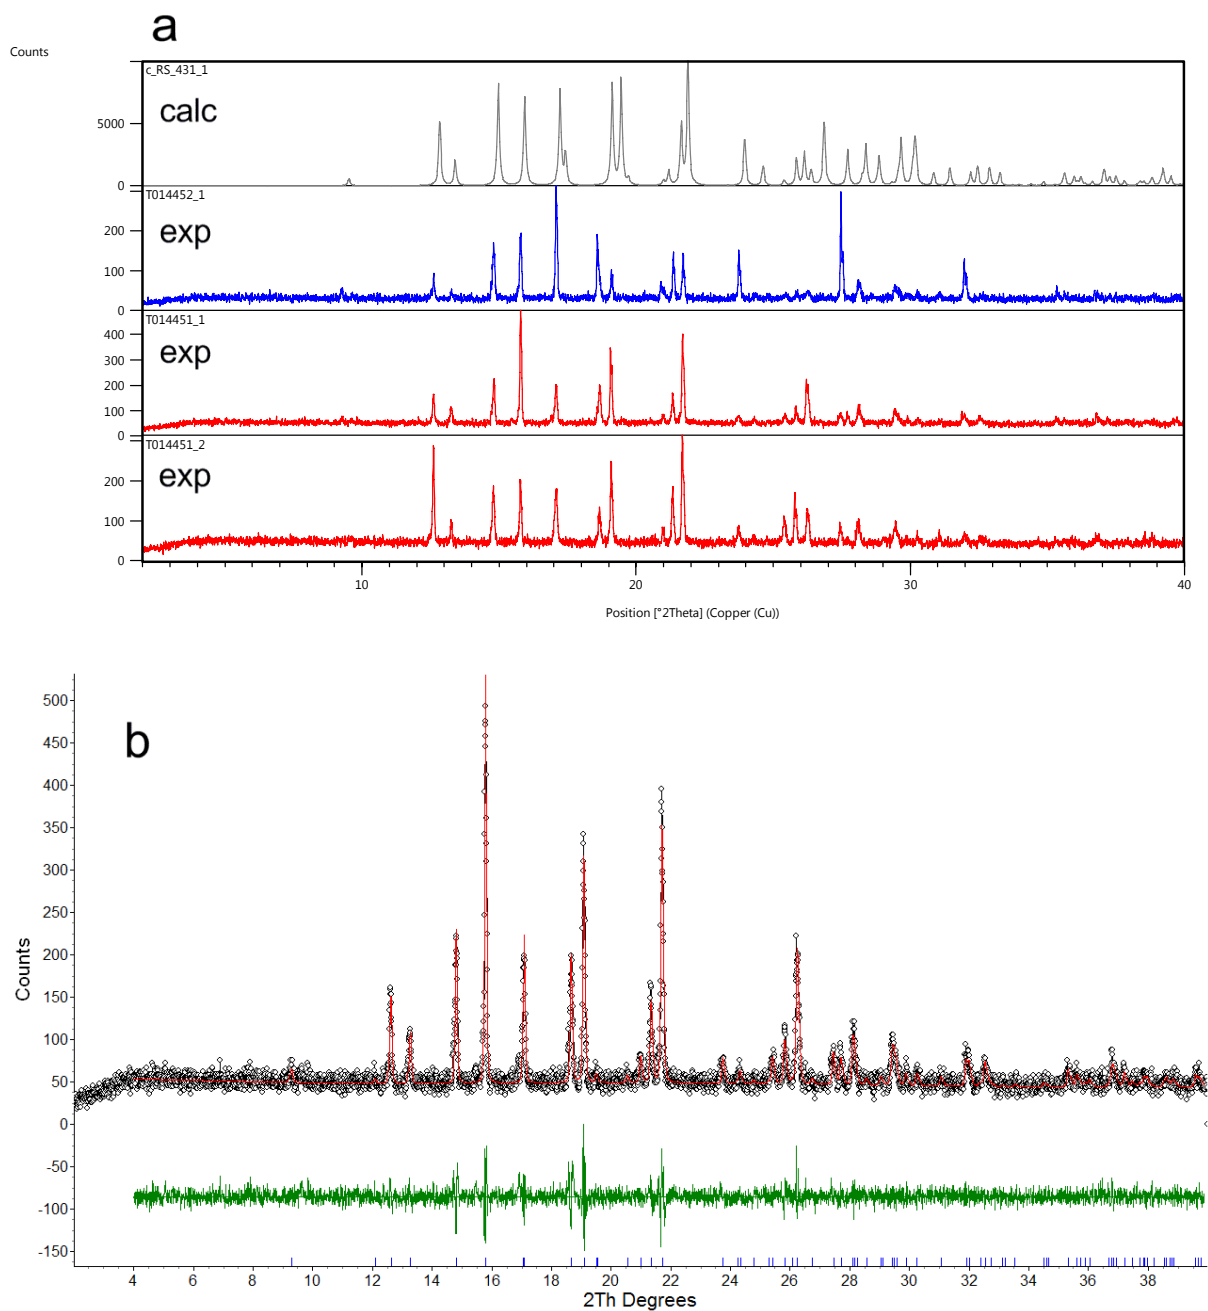 a
Counts
c_RS_431_1
calc
5000
0
T014452_1
exp
200
100
0
T014451_1
exp
400
300
200
100
0
T014451_2
exp
200
100
0
10 20 30 40
Position [°2Theta] (Copper (Cu))
b
500
450
400
350
300
250
200
150
100
50
0
-50
-100
-150
Counts
4 6 8 10 12 14 16 18 20 22 24 26 28 30 32 34 36 38
2Th Degrees